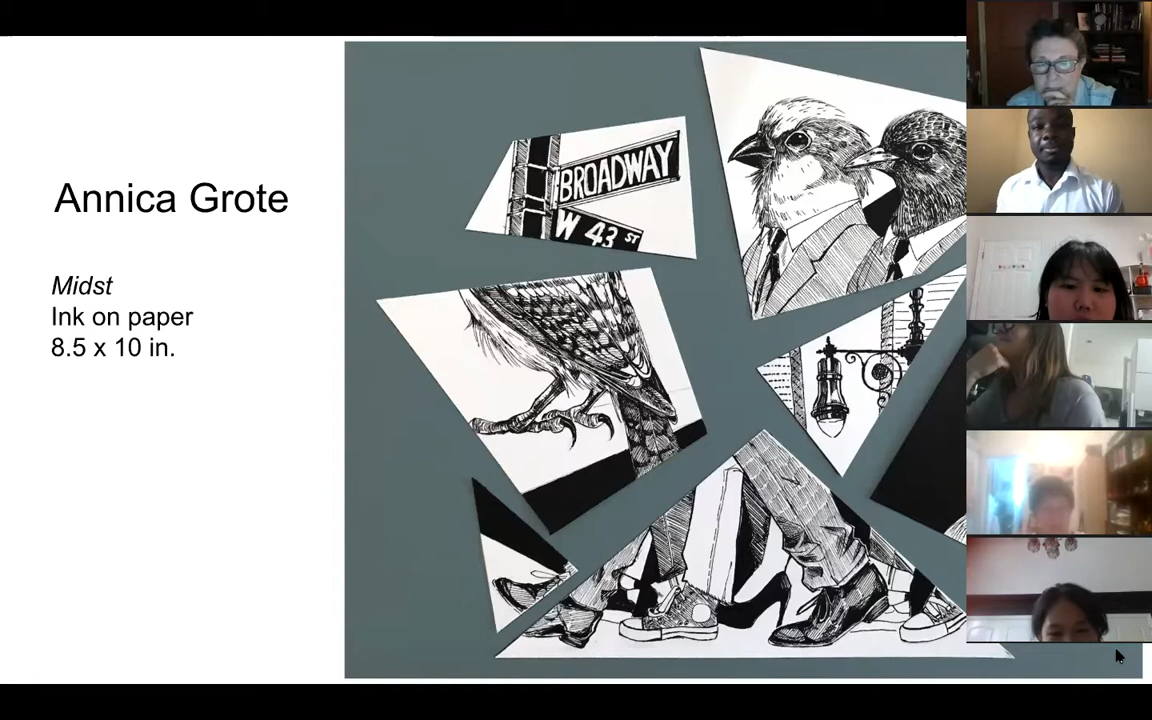 Annica Grote
Midst
Ink on paper
8.5 x 10 in.
BROADWAY
W 43 ST